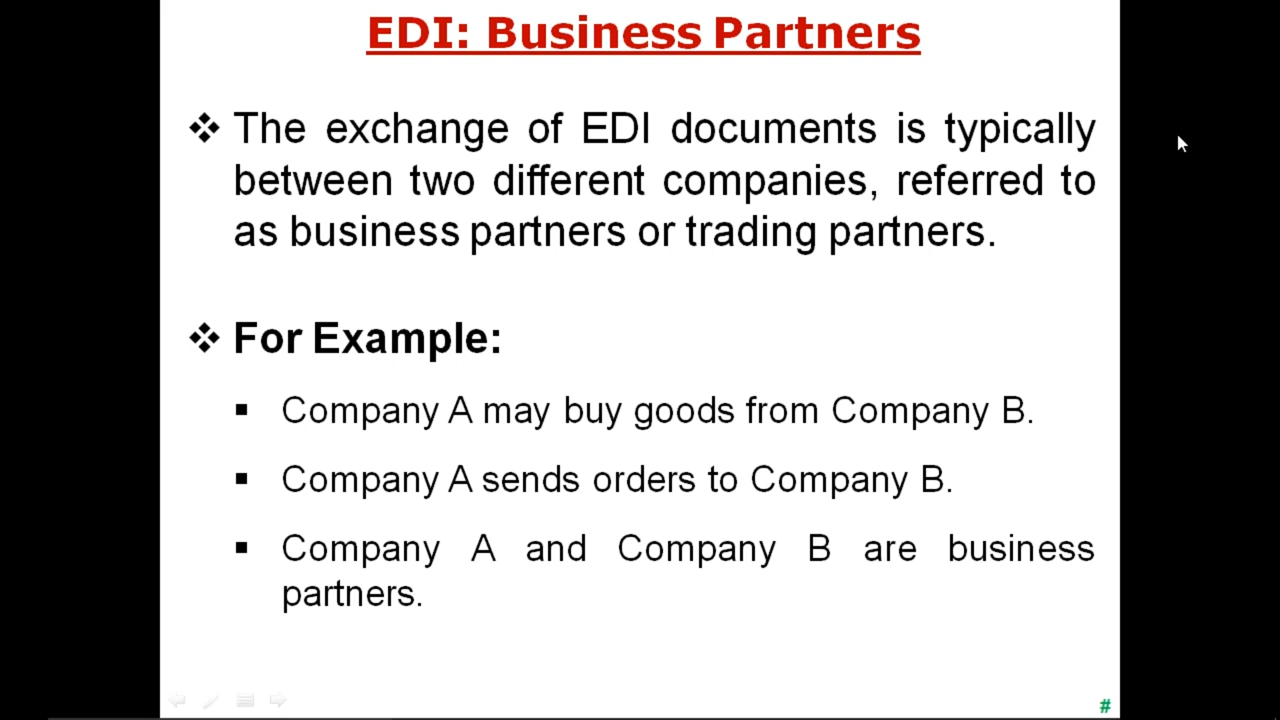 EDI: Business Partners
❖ The exchange of EDI documents is typically
between two different companies, referred to
as business partners or trading partners.
❖ For Example:
▪ Company A may buy goods from Company B.
▪ Company A sends orders to Company B.
▪ Company A and Company B are business
partners.
#